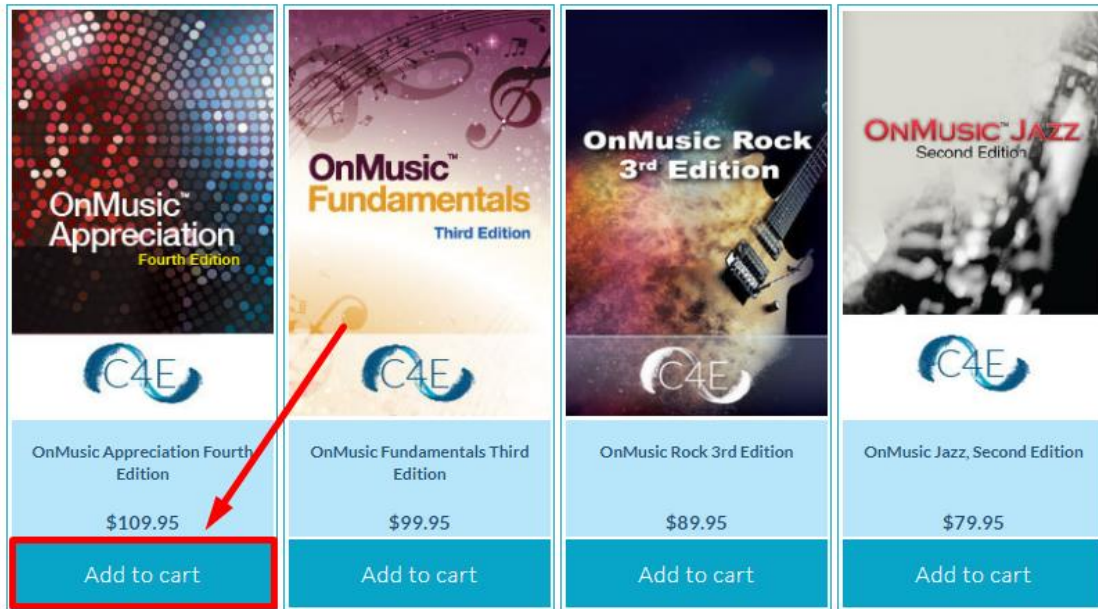 OnMusic™
Appreciation
Fourth Edition
C4E
OnMusic Appreciation Fourth
Edition
$109.95
Add to cart
OnMusic™
Fundamentals
Third Edition
C4E
OnMusic Fundamentals Third
Edition
$99.95
Add to cart
OnMusic Rock
3rd Edition
C4E
OnMusic Rock 3rd Edition
$89.95
Add to cart
OnMusic™ Jazz
Second Edition
C4E
OnMusic Jazz, Second Edition
$79.95
Add to cart